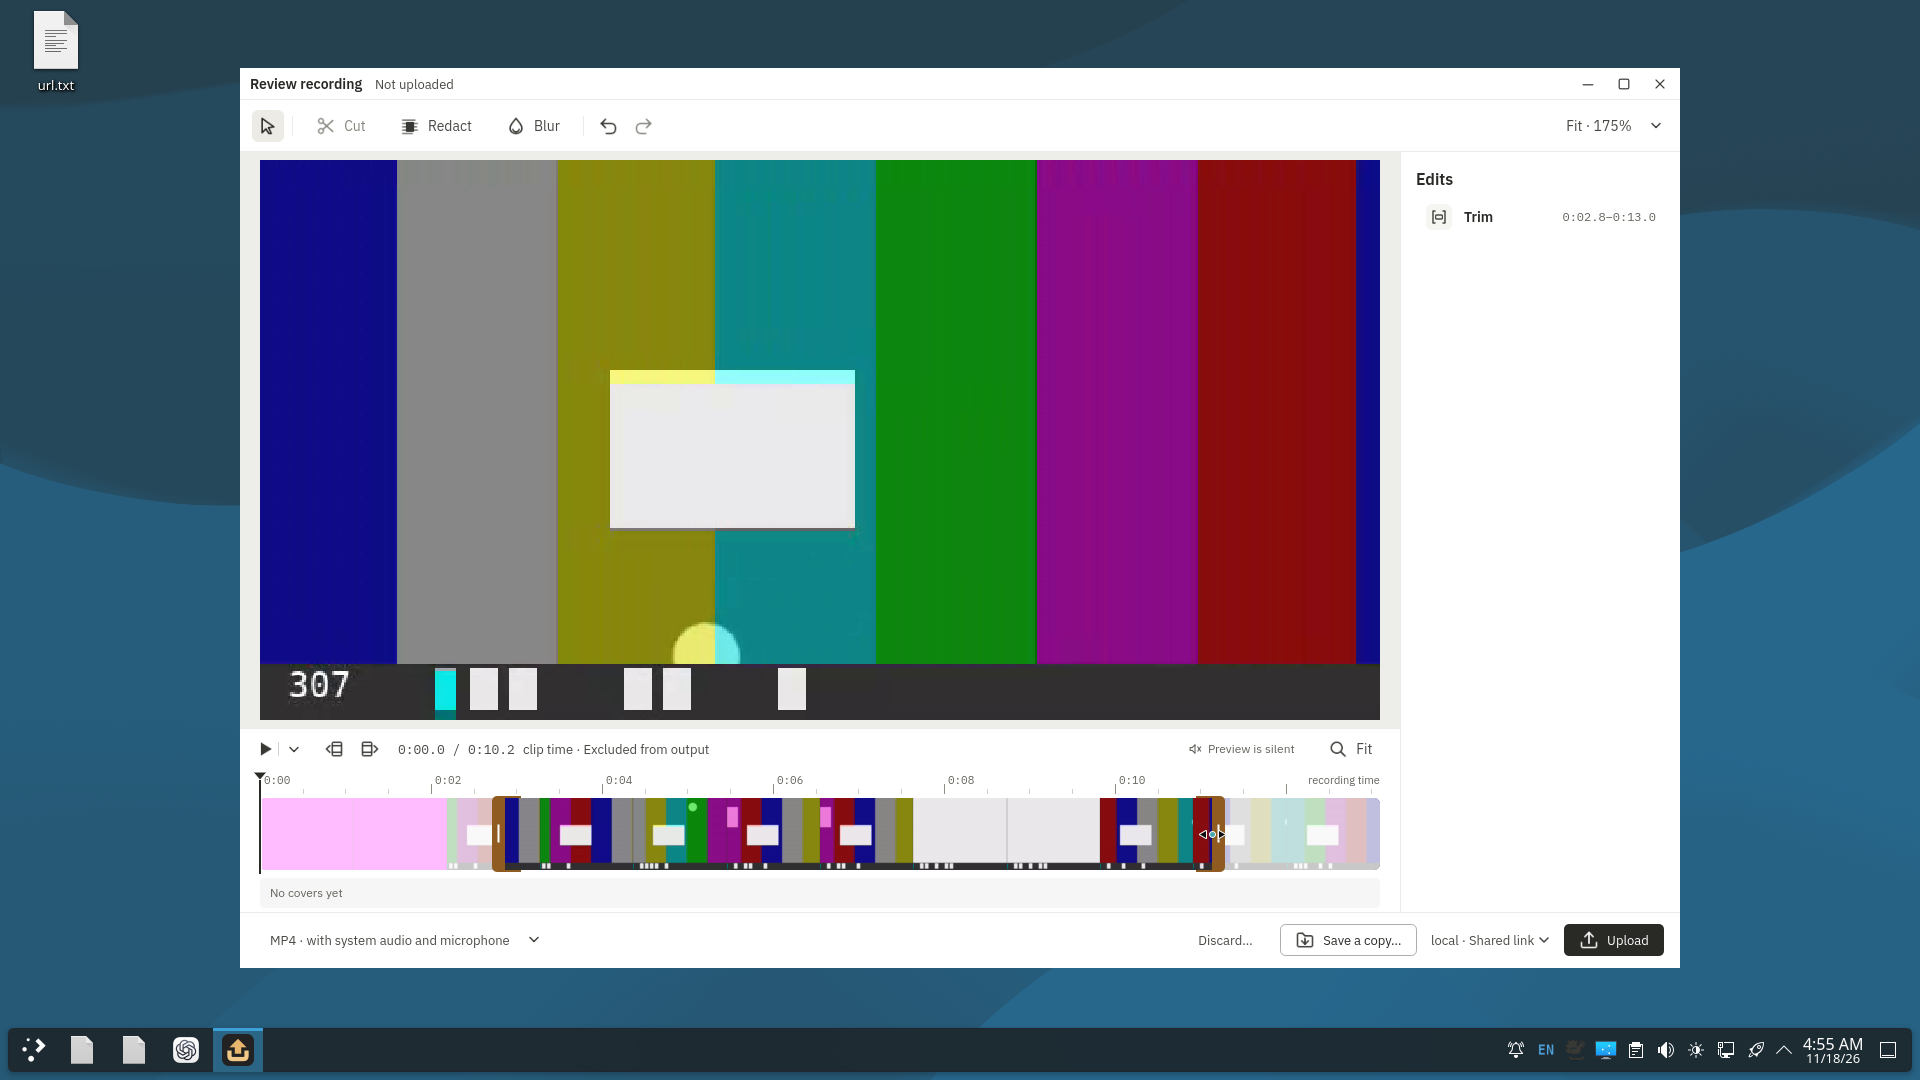 url.txt
Review recording Not uploaded
Cut Redact Blur Fit · 175%
Edits
Trim 0:02.8–0:13.0
307
0:00.0 / 0:10.2 clip time · Excluded from output Preview is silent Fit
0:00 0:02 0:04 0:06 0:08 0:10 recording time
No covers yet
MP4 · with system audio and microphone Discard... Save a copy... local · Shared link Upload
EN 4:55 AM
11/18/26